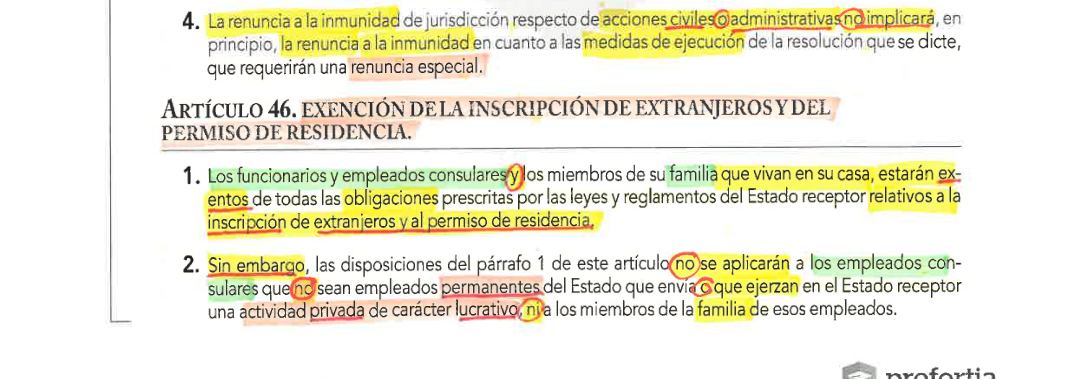 4. La renuncia a la inmunidad de jurisdicción respecto de acciones civiles o administrativas no implicará, en
principio, la renuncia a la inmunidad en cuanto a las medidas de ejecución de la resolución que se dicte,
que requerirán una renuncia especial.
ARTÍCULO 46. EXENCIÓN DE LA INSCRIPCIÓN DE EXTRANJEROS Y DEL
PERMISO DE RESIDENCIA.
1. Los funcionarios y empleados consulares y los miembros de su familia que vivan en su casa, estarán ex-
entos de todas las obligaciones prescritas por las leyes y reglamentos del Estado receptor relativos a la
inscripción de extranjeros y al permiso de residencia.
2. Sin embargo, las disposiciones del párrafo 1 de este artículo no se aplicarán a los empleados con-
sulares que no sean empleados permanentes del Estado que envía o que ejerzan en el Estado receptor
una actividad privada de carácter lucrativo, ni a los miembros de la familia de esos empleados.
profortia